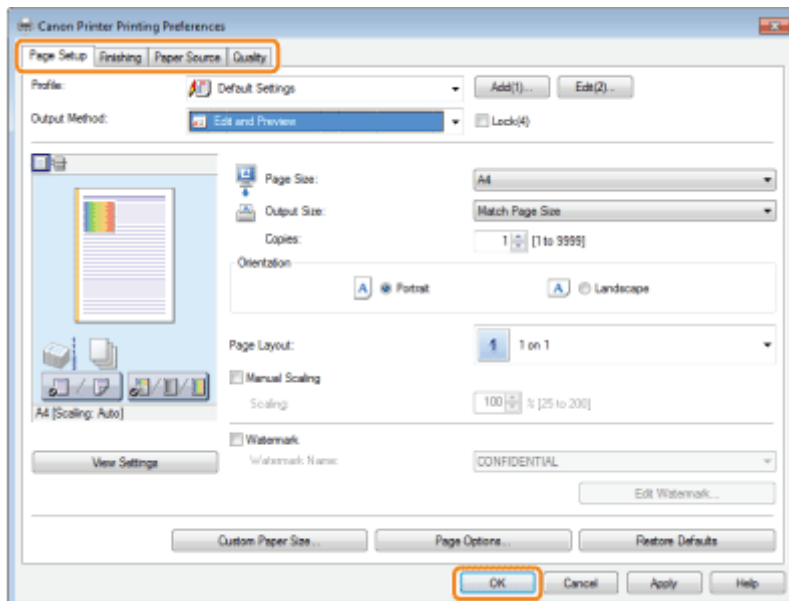 Canon Printer Printing Preferences
Page Setup Finishing Paper Source Quality
Profile: Default Settings Add(1)... Edit(2)...
Output Method: Edit and Preview Lock(4)
Page Size: A4
Output Size: Match Page Size
Copies: 1 [1 to 9999]
Orientation
A Portrait A Landscape
Page Layout: 1 1 on 1
Manual Scaling
Scaling: 100 % [25 to 200]
A4 [Scaling: Auto]
Watermark
View Settings Watermark Name: CONFIDENTIAL
Edit Watermark...
Custom Paper Size... Page Options... Restore Defaults
OK Cancel Apply Help